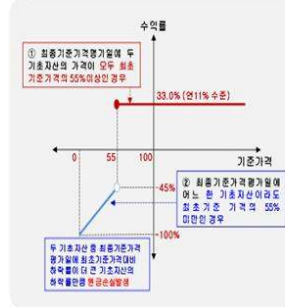 수익률
① 최종기준가격평가일에 두
기초자산의 가격이 모두 최초
기준가격의 55%이상인 경우
33.0% (연11% 수준)
0
55
100
기준가격
-45%
② 최종기준가격평가일에
어느 한 기초자산이라도
최초기준 가격의 55%
미만인 경우
-100%
두 기초자산 중 최종기준가격
평가일에 최초기준가격대비
하락률이 더 큰 기초자산의
하락률만큼 원금손실발생